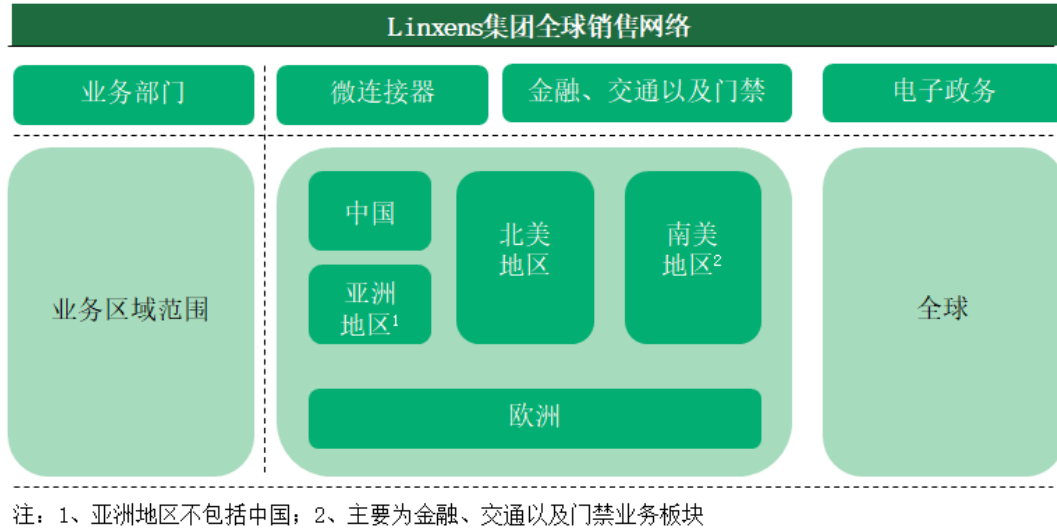 Linxens集团全球销售网络
业务部门
微连接器
金融、交通以及门禁
电子政务
业务区域范围
中国
亚洲
地区¹
北美
地区
南美
地区²
欧洲
全球
注：1、亚洲地区不包括中国；2、主要为金融、交通以及门禁业务板块